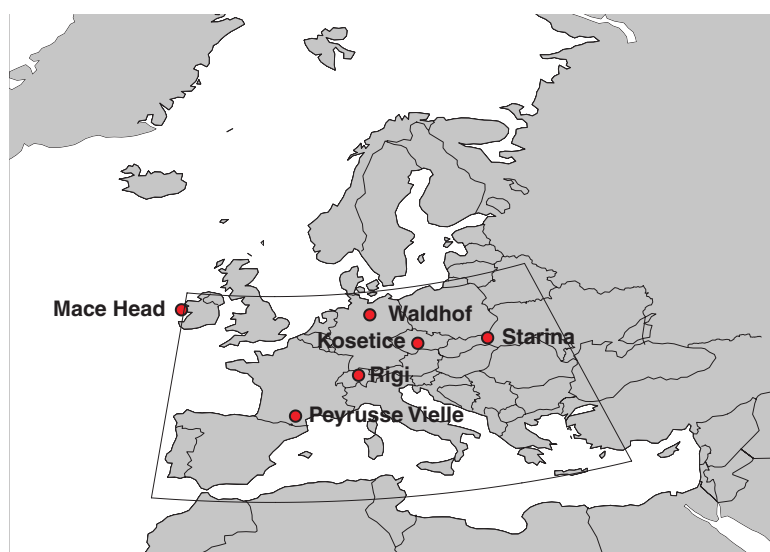 Mace Head
Waldhof
Kosetice
Starina
Rigi
Peyrusse Vielle